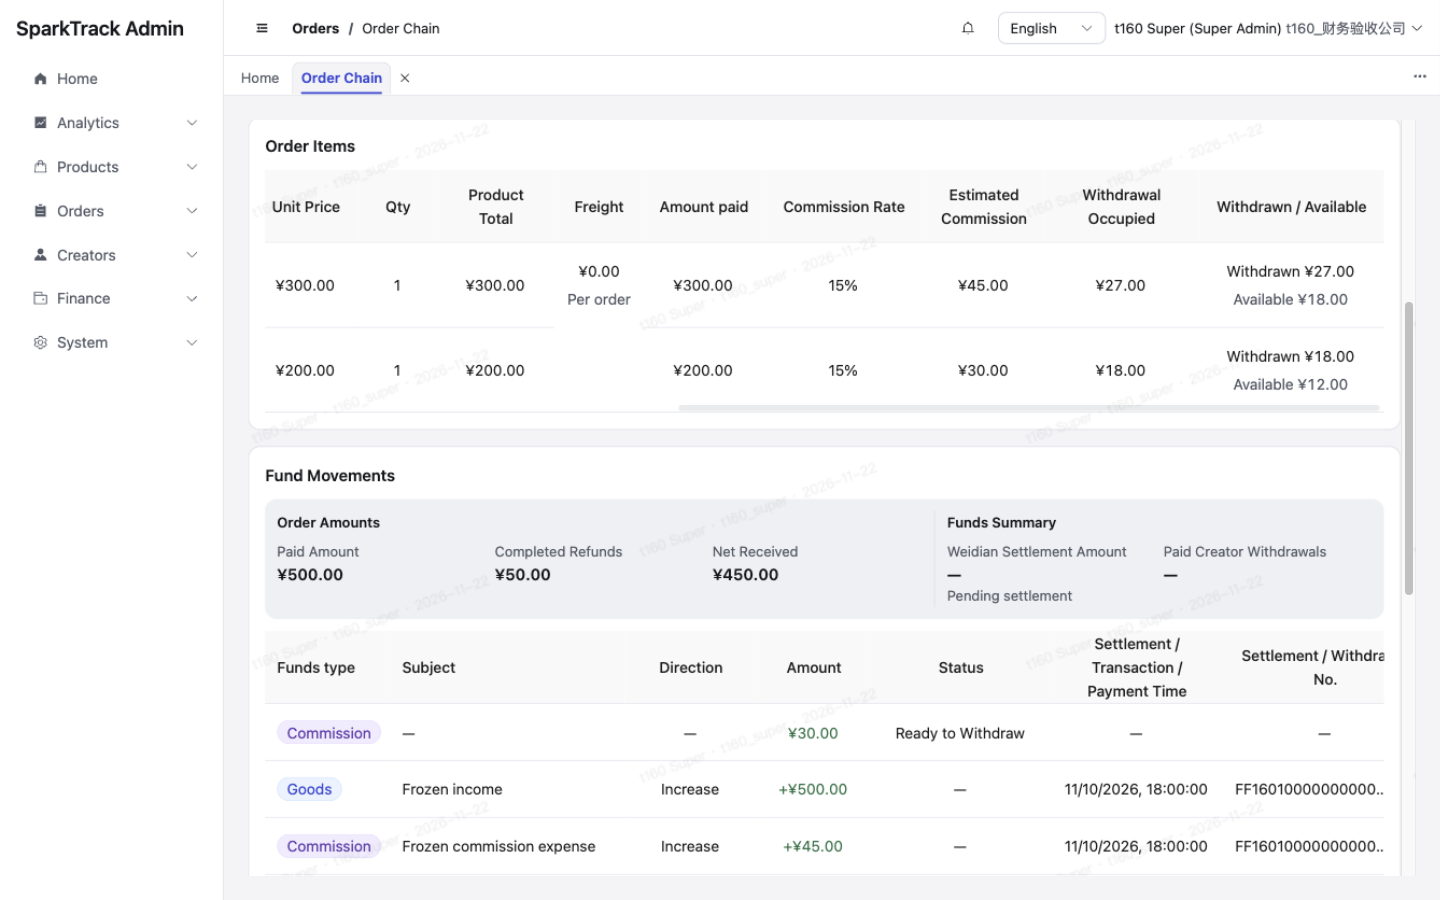 SparkTrack Admin
Orders / Order Chain
English
t160 Super (Super Admin) t160_财务验收公司
Home
Analytics
Products
Orders
Creators
Finance
System
Home
Order Chain
Order Items
Unit Price
Qty
Product Total
Freight
Amount paid
Commission Rate
Estimated Commission
Withdrawal Occupied
Withdrawn / Available
¥300.00
1
¥300.00
¥0.00
Per order
¥300.00
15%
¥45.00
¥27.00
Withdrawn ¥27.00
Available ¥18.00
¥200.00
1
¥200.00
¥200.00
15%
¥30.00
¥18.00
Withdrawn ¥18.00
Available ¥12.00
Fund Movements
Order Amounts
Paid Amount
¥500.00
Completed Refunds
¥50.00
Net Received
¥450.00
Funds Summary
Weidian Settlement Amount
—
Pending settlement
Paid Creator Withdrawals
—
Funds type
Subject
Direction
Amount
Status
Settlement / Transaction / Payment Time
Settlement / Withdra
No.
Commission
—
—
¥30.00
Ready to Withdraw
—
—
Goods
Frozen income
Increase
+¥500.00
—
11/10/2026, 18:00:00
FF16010000000000..
Commission
Frozen commission expense
Increase
+¥45.00
—
11/10/2026, 18:00:00
FF16010000000000..
t160 Super · t160_super · 2026-11-22